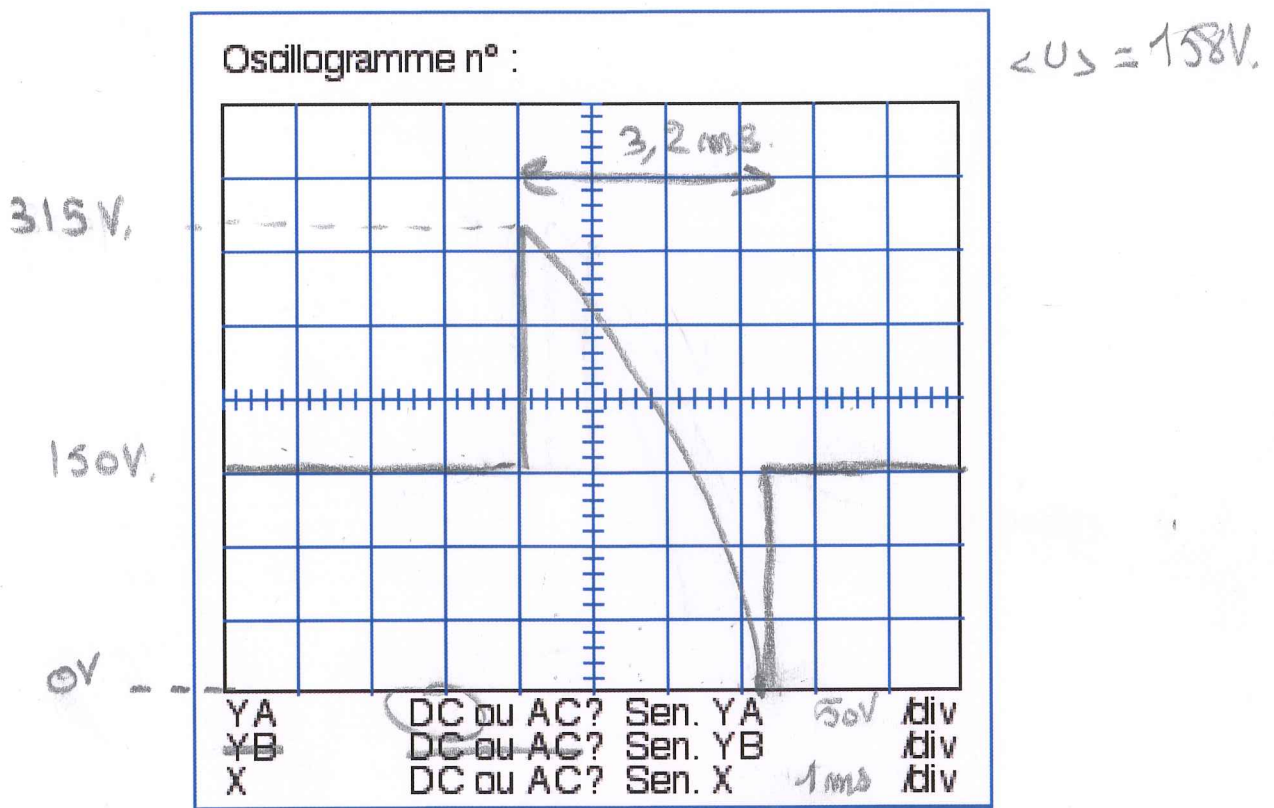 Oscillogramme n° :
<U> = 158V.
3,2 ms.
315V.
150V.
0V
YA DC ou AC? Sen. YA 50V /div
YB DC ou AC? Sen. YB /div
X DC ou AC? Sen. X 1ms /div